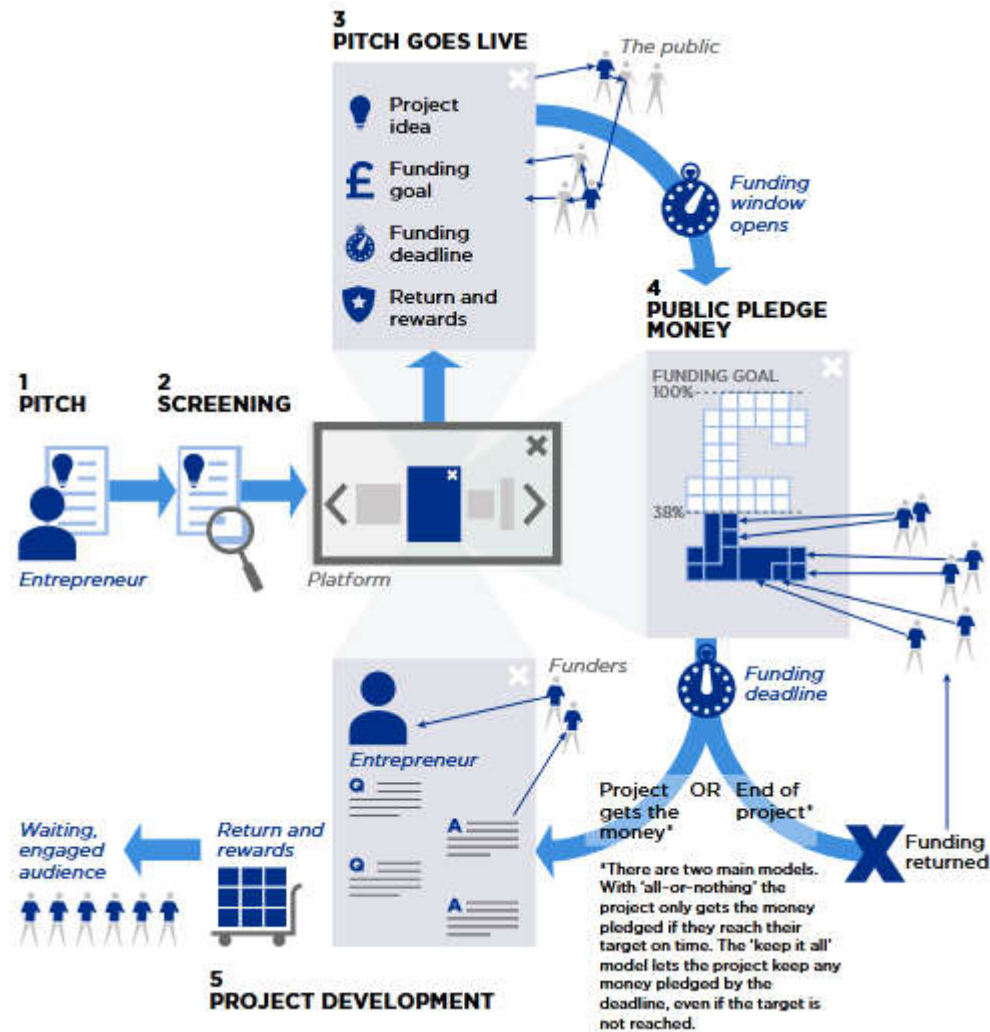 3
PITCH GOES LIVE
The public
Project
idea
£
Funding
goal
Funding
deadline
Return and
rewards
Funding
window
opens
4
PUBLIC PLEDGE
MONEY
FUNDING GOAL
100%
38%
1
PITCH
2
SCREENING
Entrepreneur
Platform
Funders
Entrepreneur
Q
A
Q
A
Funding
deadline
Project
gets the
money*
OR
End of
project*
Funding
returned
Waiting,
engaged
audience
Return and
rewards
5
PROJECT DEVELOPMENT
*There are two main models.
With 'all-or-nothing' the
project only gets the money
pledged if they reach their
target on time. The 'keep it all'
model lets the project keep any
money pledged by the
deadline, even if the target is
not reached.